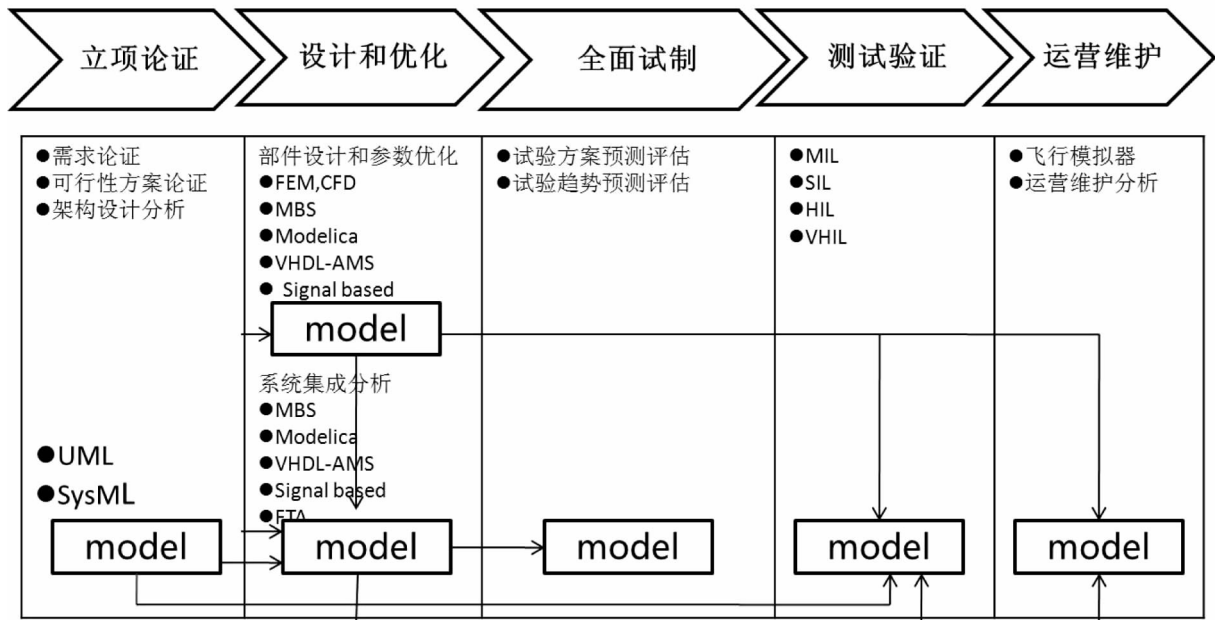 立项论证
设计和优化
全面试制
测试验证
运营维护
●需求论证
●可行性方案论证
●架构设计分析
●UML
●SysML
model
部件设计和参数优化
●FEM,CFD
●MBS
●Modelica
●VHDL-AMS
● Signal based
model
系统集成分析
●MBS
●Modelica
●VHDL-AMS
●Signal based
●FTA
model
●试验方案预测评估
●试验趋势预测评估
model
●MIL
●SIL
●HIL
●VHIL
model
●飞行模拟器
●运营维护分析
model